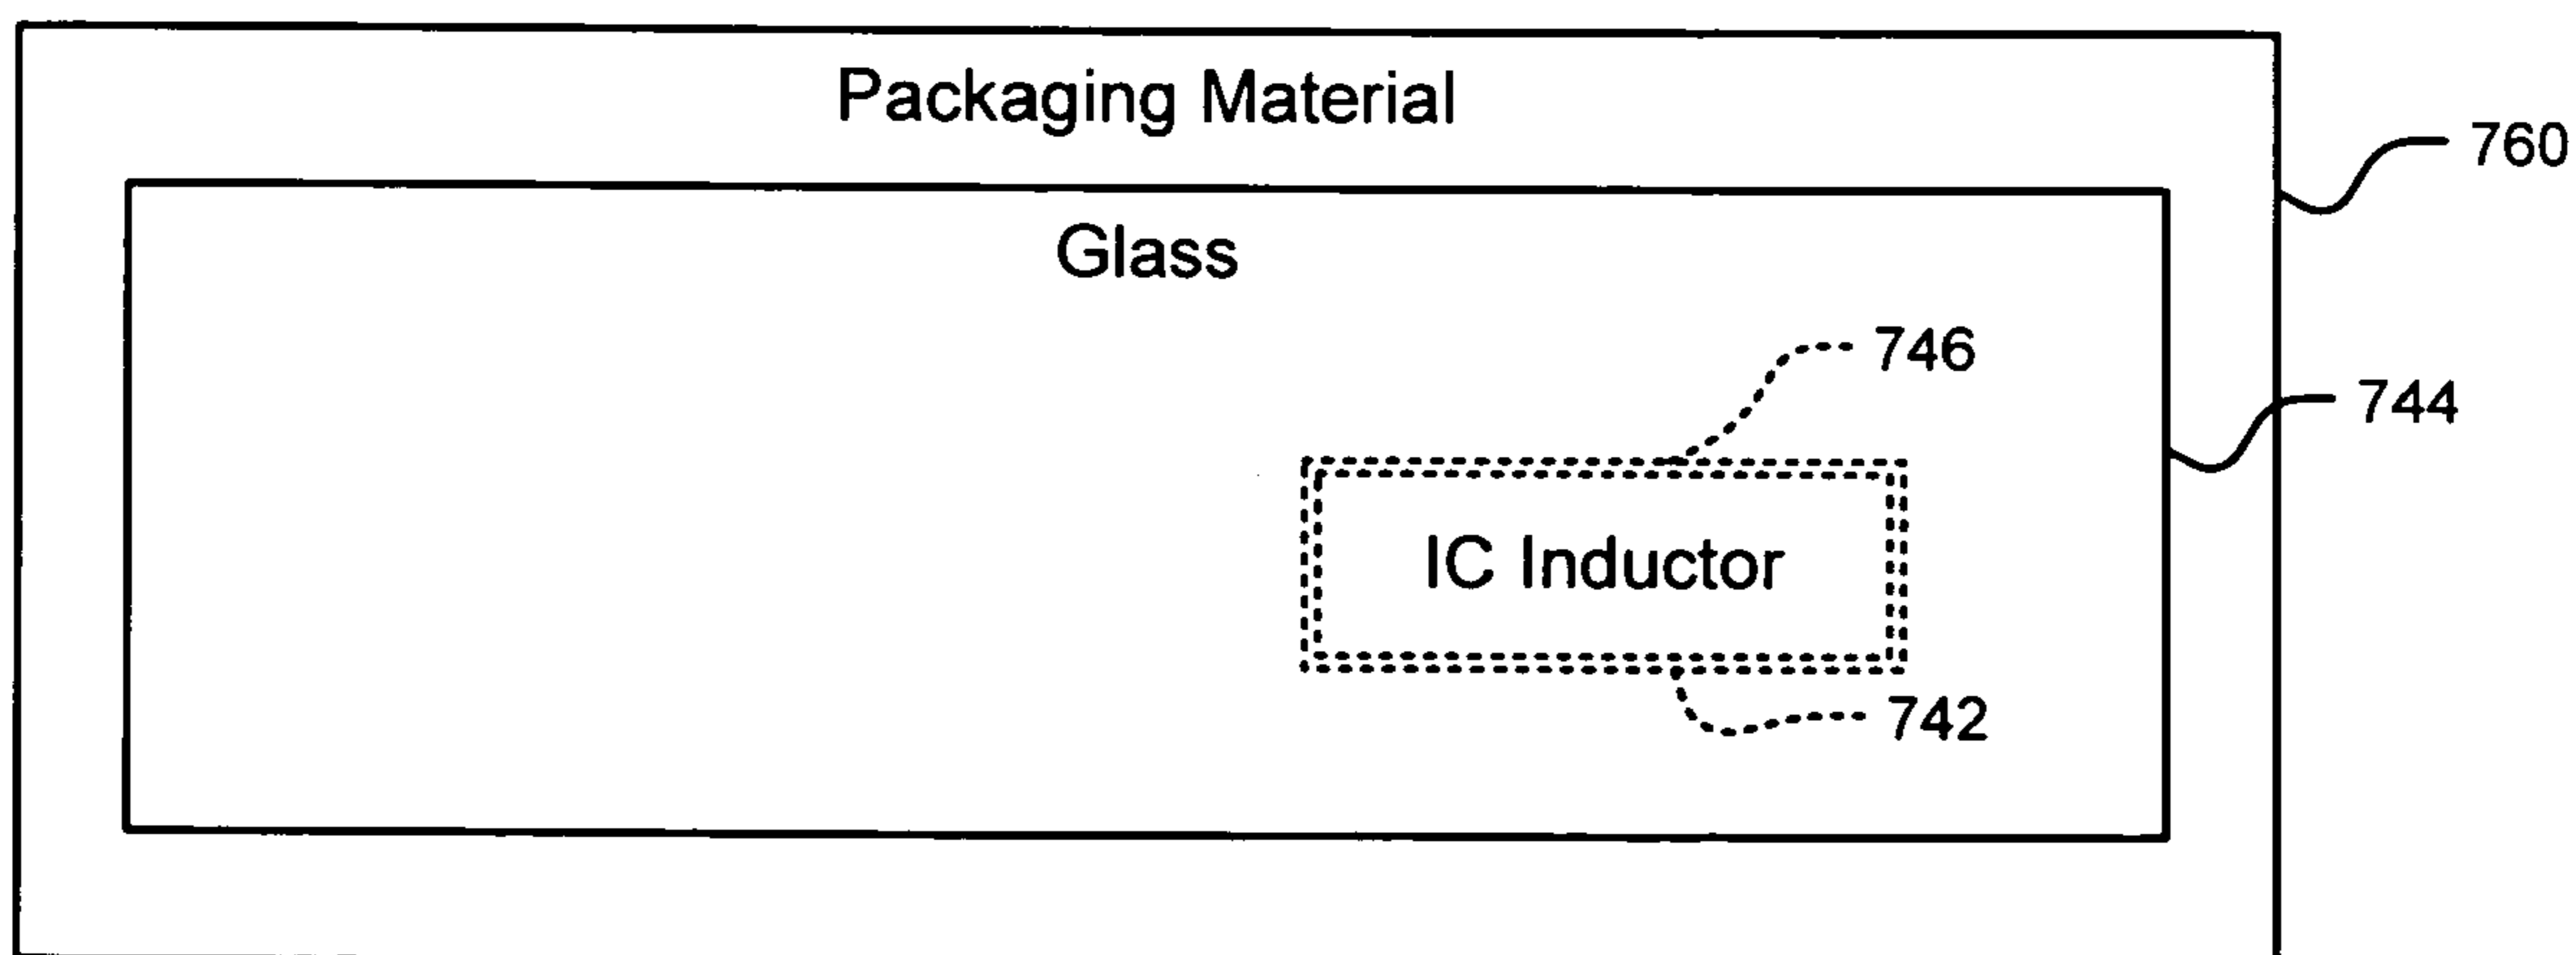 Packaging Material
760
Glass
746
744
IC Inductor
742